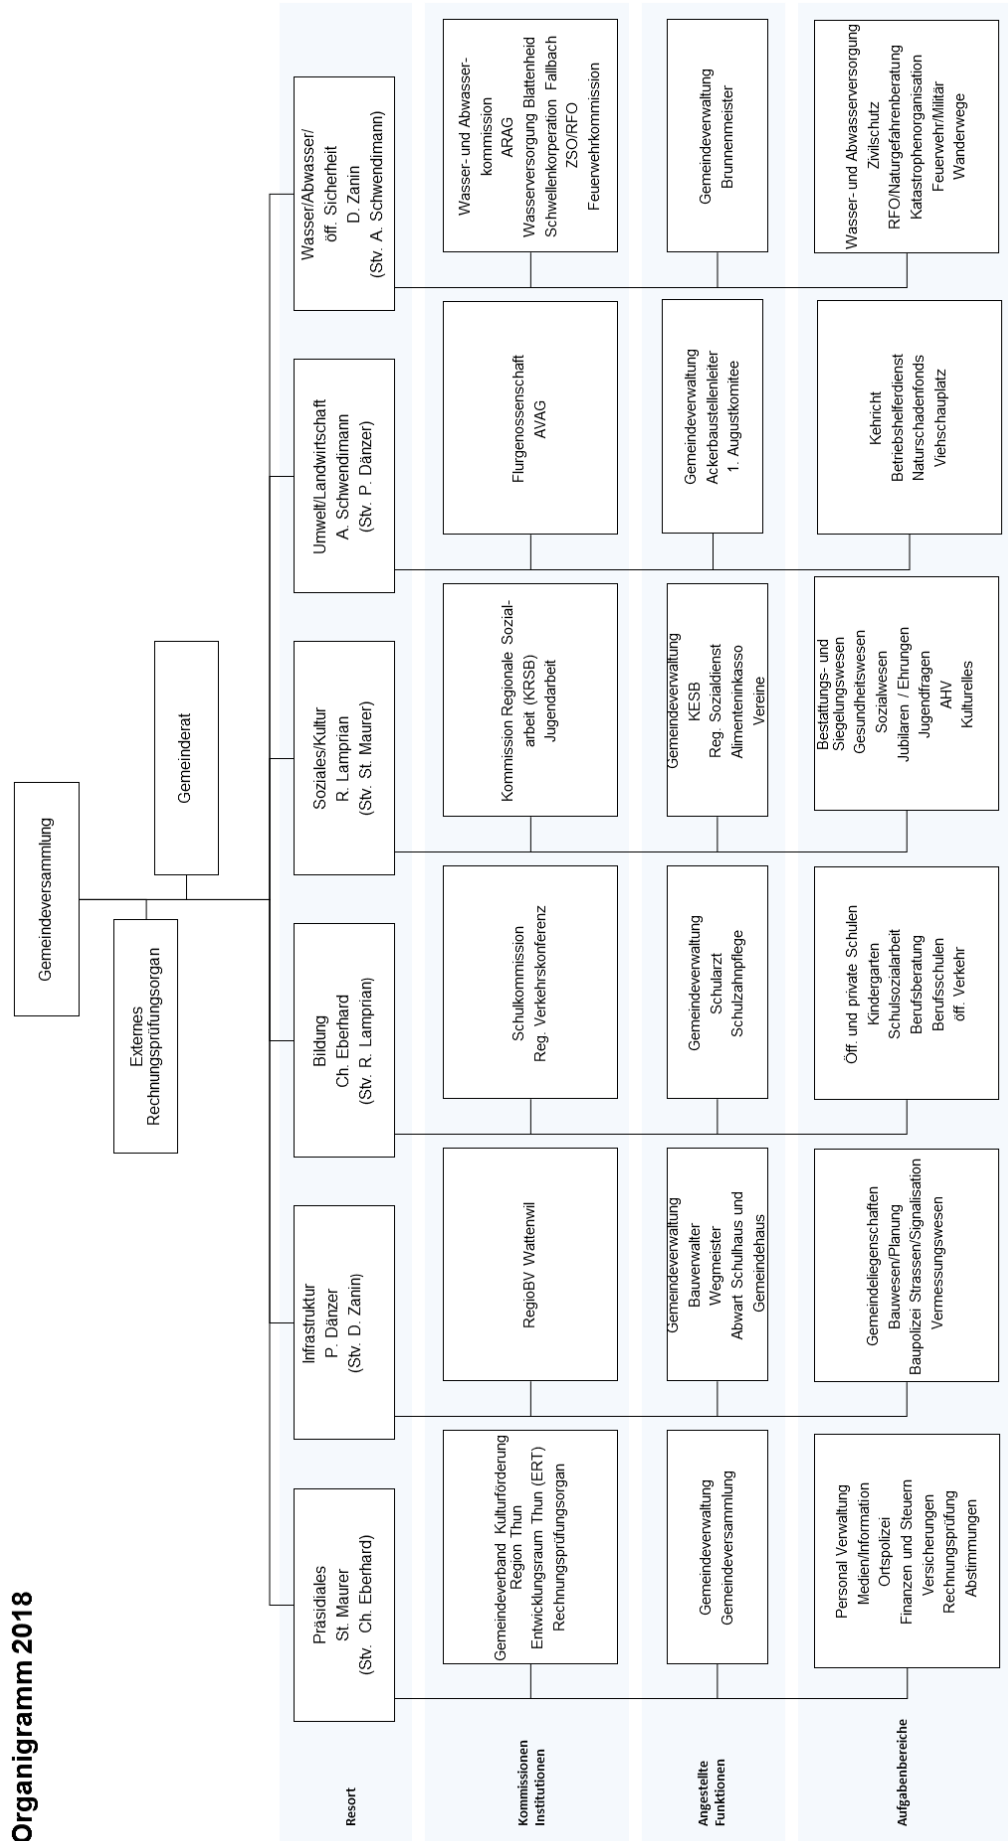 Organigramm 2018
Gemeindeversammlung
Externes
Rechnungsprüfungsorgan
Gemeinderat
Resort
Präsidiales
St. Maurer
(Stv. Ch. Eberhard)
Infrastruktur
P. Dänzer
(Stv. D. Zanin)
Bildung
Ch. Eberhard
(Stv. R. Lamprian)
Soziales/Kultur
R. Lamprian
(Stv. St. Maurer)
Umwelt/Landwirtschaft
A. Schwendimann
(Stv. P. Dänzer)
Wasser/Abwasser/
öff. Sicherheit
D. Zanin
(Stv. A. Schwendimann)
Kommissionen
Institutionen
Gemeindeverband Kulturförderung
Region Thun
Entwicklungsraum Thun (ERT)
Rechnungsprüfungsorgan
RegioBV Wattenwil
Schulkommission
Reg. Verkehrskonferenz
Kommission Regionale Sozial-
arbeit (KRSB)
Jugendarbeit
Flurgenossenschaft
AVAG
Wasser- und Abwasser-
kommission
ARAG
Wasserversorgung Blattenheid
Schwellenkorperation Fallbach
ZSO/RFO
Feuerwehrkommission
Angestellte
Funktionen
Gemeindeverwaltung
Gemeindeversammlung
Gemeindeverwaltung
Bauverwalter
Wegmeister
Abwart Schulhaus und
Gemeindehaus
Gemeindeverwaltung
Schularzt
Schulzahnpflege
Gemeindeverwaltung
KESB
Reg. Sozialdienst
Alimenteninkasso
Vereine
Gemeindeverwaltung
Ackerbaustellenleiter
1. Augustkomitee
Gemeindeverwaltung
Brunnenmeister
Aufgabenbereiche
Personal Verwaltung
Medien/Information
Ortspolizei
Finanzen und Steuern
Versicherungen
Rechnungsprüfung
Abstimmungen
Gemeindeliegenschaften
Bauwesen/Planung
Baupolizei Strassen/Signalisation
Vermessungswesen
Öff. und private Schulen
Kindergarten
Schulsozialarbeit
Berufsberatung
Berufsschulen
öff. Verkehr
Bestattungs- und
Siegelungswesen
Gesundheitswesen
Sozialwesen
Jubilaren / Ehrungen
Jugendfragen
AHV
Kulturelles
Kehricht
Betriebshelferdienst
Naturschadenfonds
Viehschauplatz
Wasser- und Abwasserversorgung
Zivilschutz
RFO/Naturgefahrenberatung
Katastrophenorganisation
Feuerwehr/Militär
Wanderwege